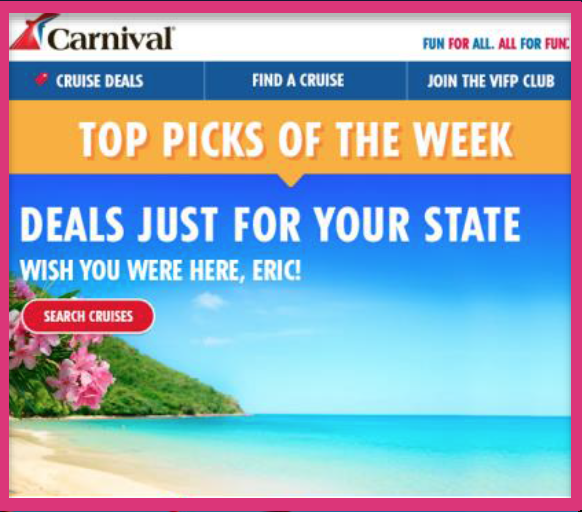 Carnival
FUN FOR ALL. ALL FOR FUN.
CRUISE DEALS
FIND A CRUISE
JOIN THE VIFP CLUB
TOP PICKS OF THE WEEK
DEALS JUST FOR YOUR STATE
WISH YOU WERE HERE, ERIC!
SEARCH CRUISES